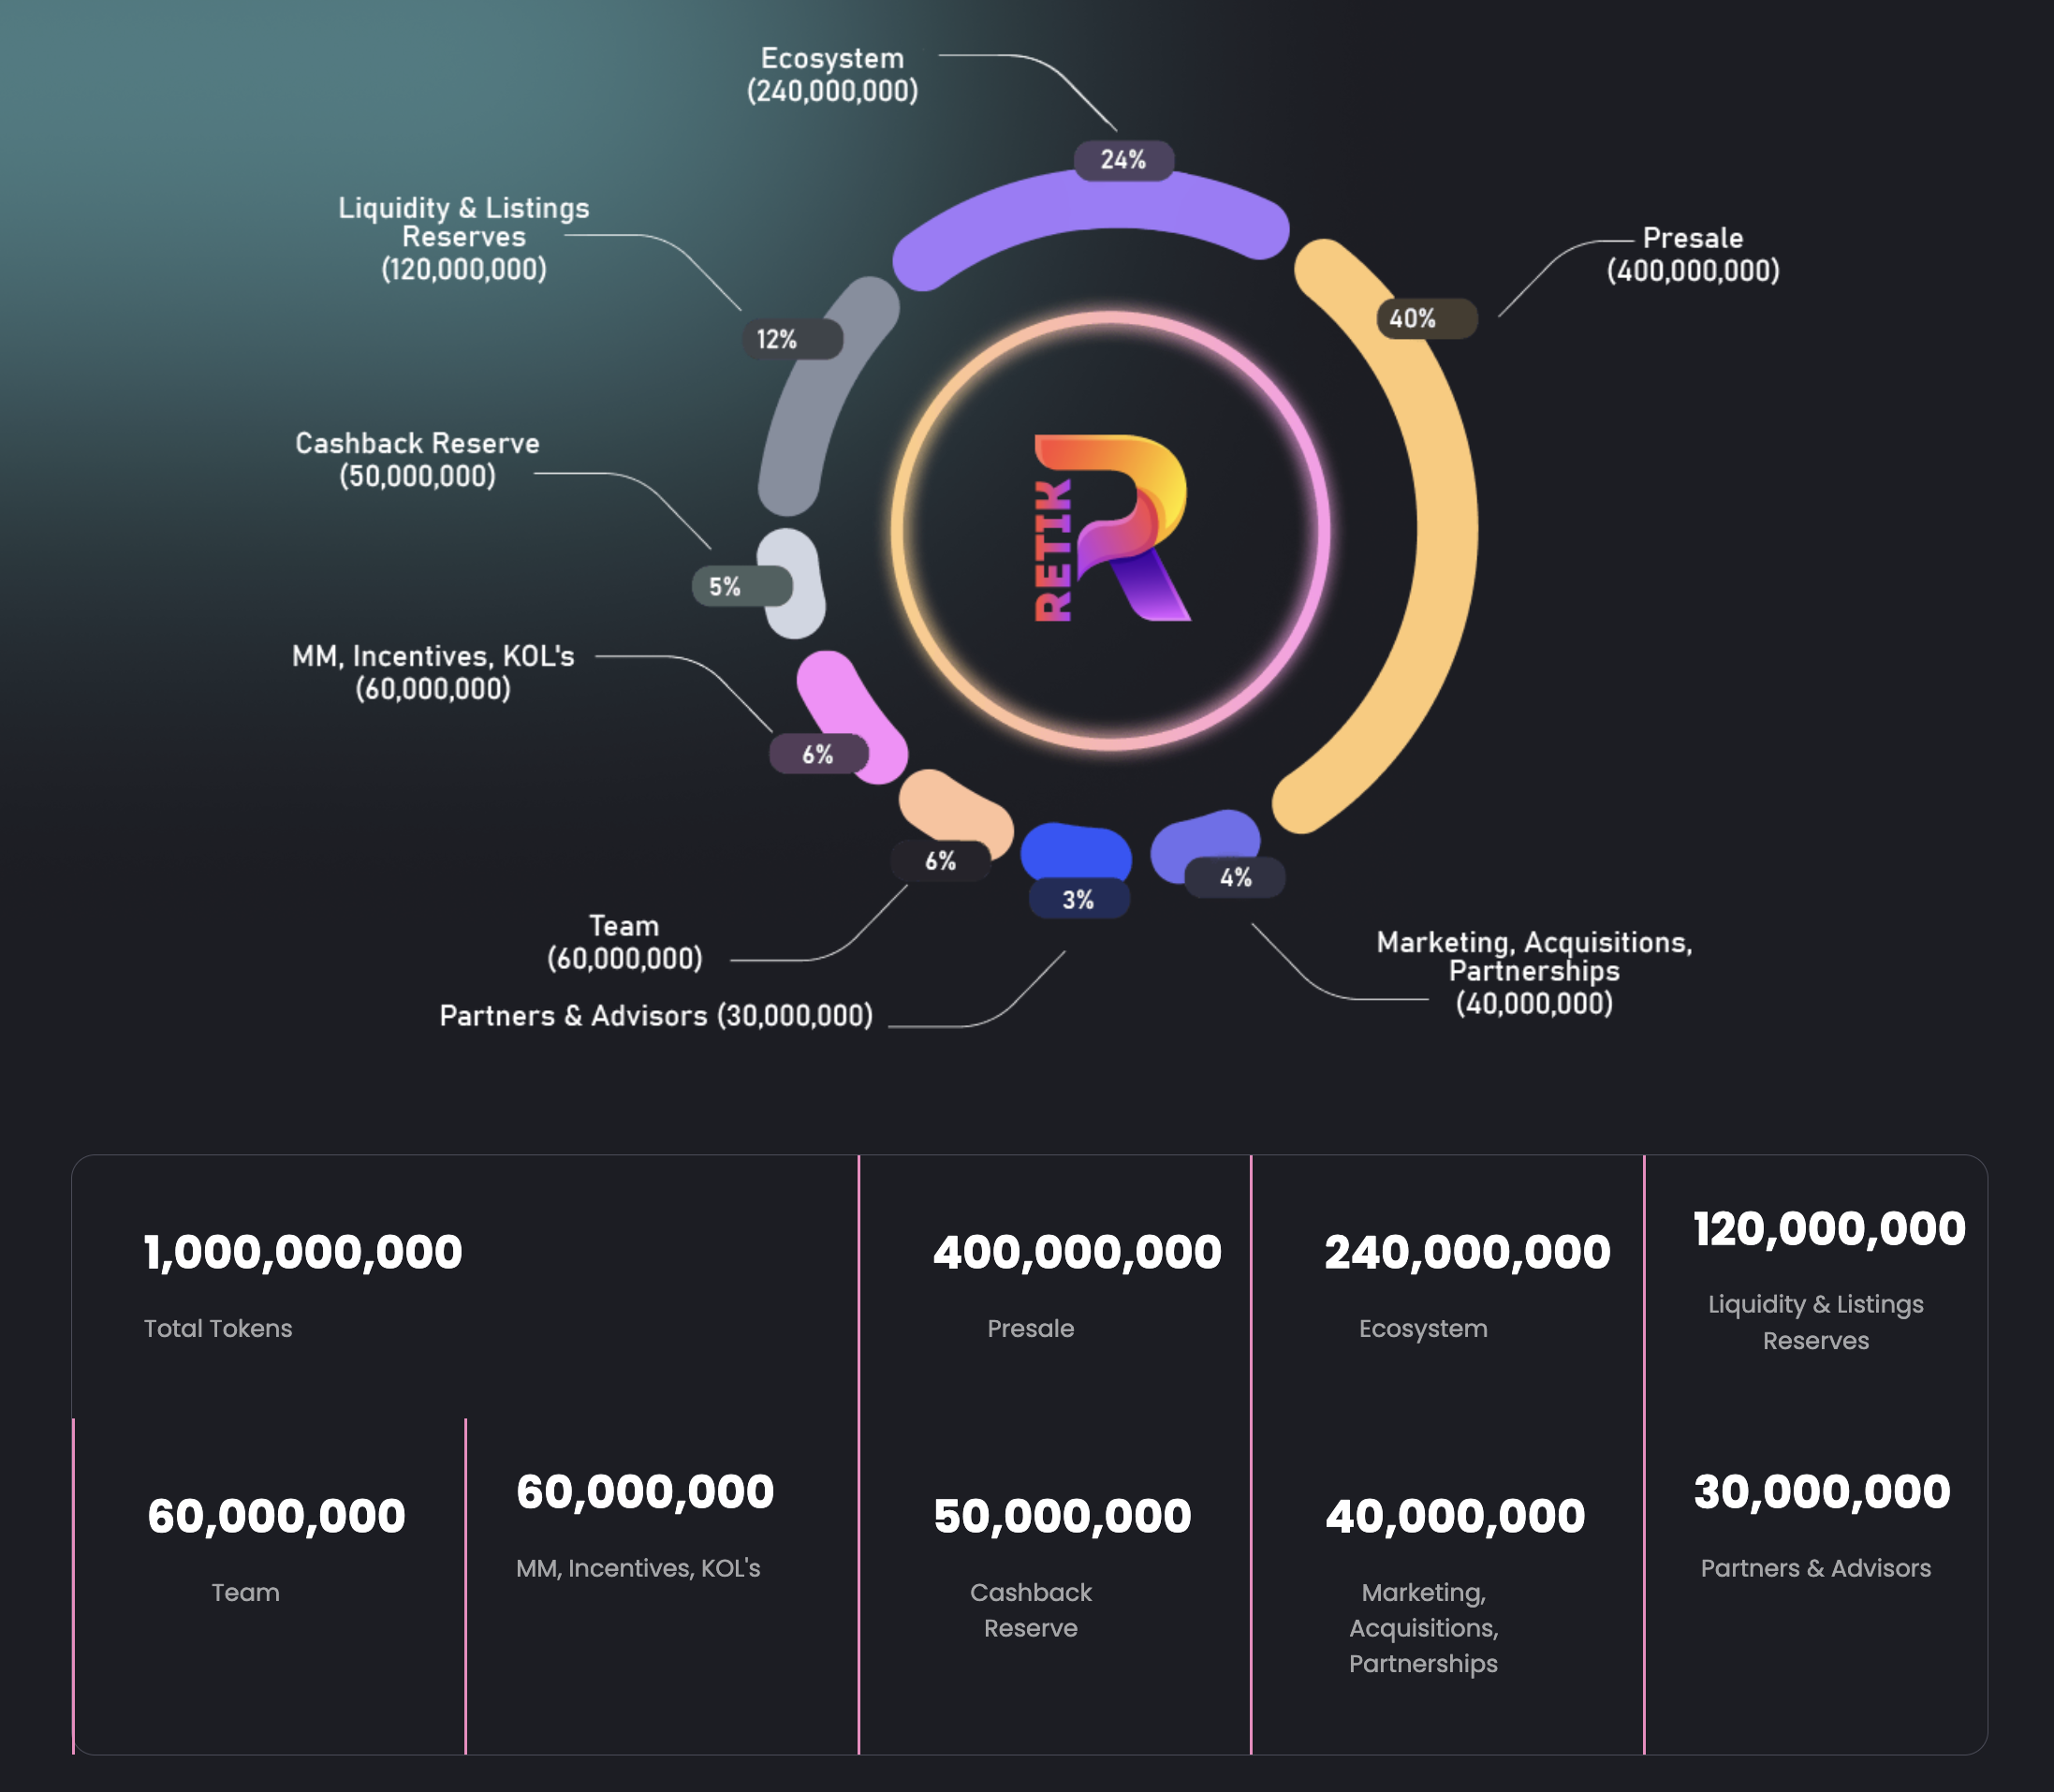 Ecosystem
(240,000,000)
24%
Liquidity & Listings
Reserves
(120,000,000)
12%
Presale
(400,000,000)
40%
Cashback Reserve
(50,000,000)
5%
RETIK
MM, Incentives, KOL's
(60,000,000)
6%
6%
3%
4%
Team
(60,000,000)
Partners & Advisors (30,000,000)
Marketing, Acquisitions,
Partnerships
(40,000,000)
1,000,000,000
Total Tokens
400,000,000
Presale
240,000,000
Ecosystem
120,000,000
Liquidity & Listings
Reserves
60,000,000
Team
60,000,000
MM, Incentives, KOL's
50,000,000
Cashback
Reserve
40,000,000
Marketing,
Acquisitions,
Partnerships
30,000,000
Partners & Advisors